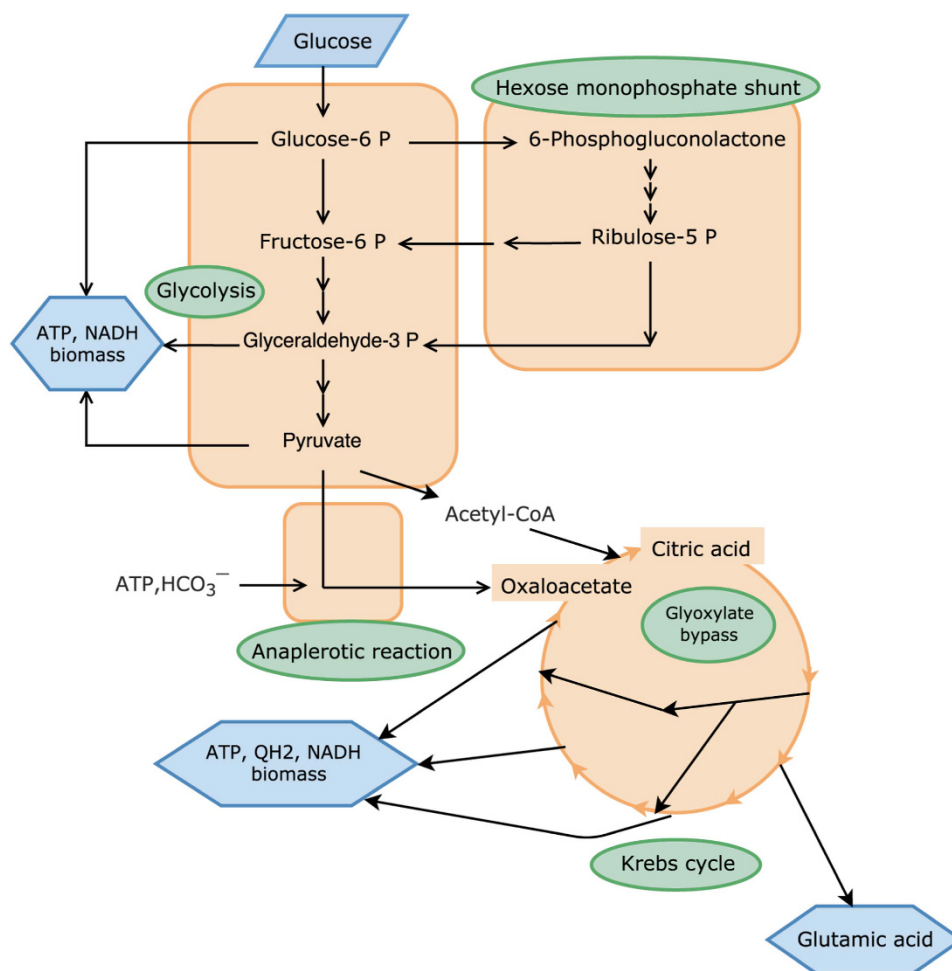 Glucose
Hexose monophosphate shunt
Glucose-6 P
6-Phosphogluconolactone
Fructose-6 P
Ribulose-5 P
Glycolysis
ATP, NADH
biomass
Glyceraldehyde-3 P
Pyruvate
Acetyl-CoA
Citric acid
ATP,HCO₃⁻
Oxaloacetate
Glyoxylate
bypass
Anaplerotic reaction
ATP, QH2, NADH
biomass
Krebs cycle
Glutamic acid